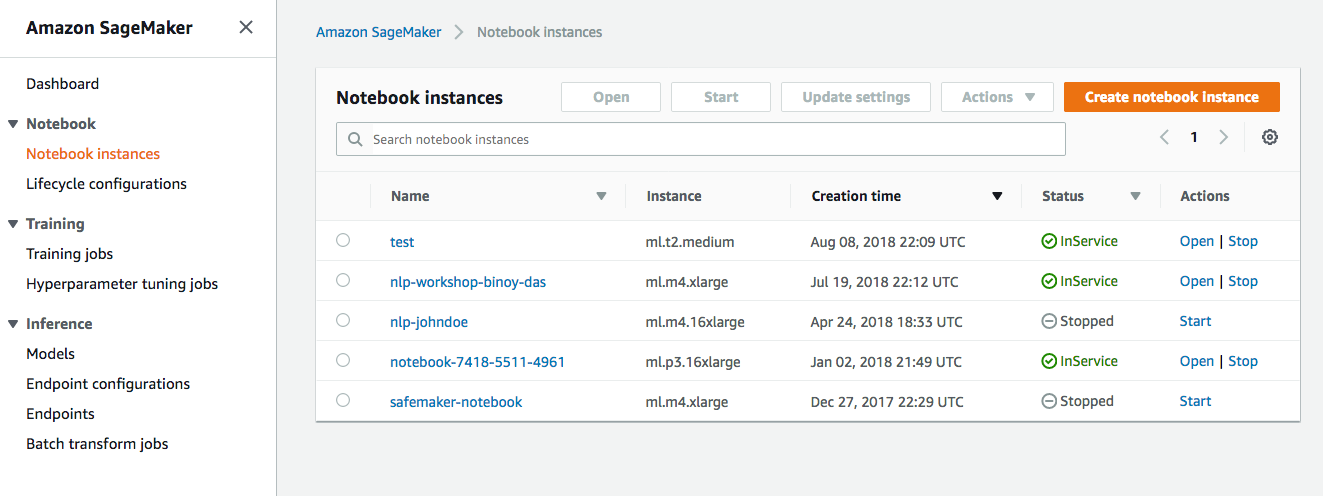 Amazon SageMaker
Dashboard
Notebook
Notebook instances
Lifecycle configurations
Training
Training jobs
Hyperparameter tuning jobs
Inference
Models
Endpoint configurations
Endpoints
Batch transform jobs
Amazon SageMaker Notebook instances
Notebook instances Open Start Update settings Actions Create notebook instance
Search notebook instances 1
Name Instance Creation time Status Actions
test ml.t2.medium Aug 08, 2018 22:09 UTC InService Open | Stop
nlp-workshop-binoy-das ml.m4.xlarge Jul 19, 2018 22:12 UTC InService Open | Stop
nlp-johndoe ml.m4.16xlarge Apr 24, 2018 18:33 UTC Stopped Start
notebook-7418-5511-4961 ml.p3.16xlarge Jan 02, 2018 21:49 UTC InService Open | Stop
safemaker-notebook ml.m4.xlarge Dec 27, 2017 22:29 UTC Stopped Start